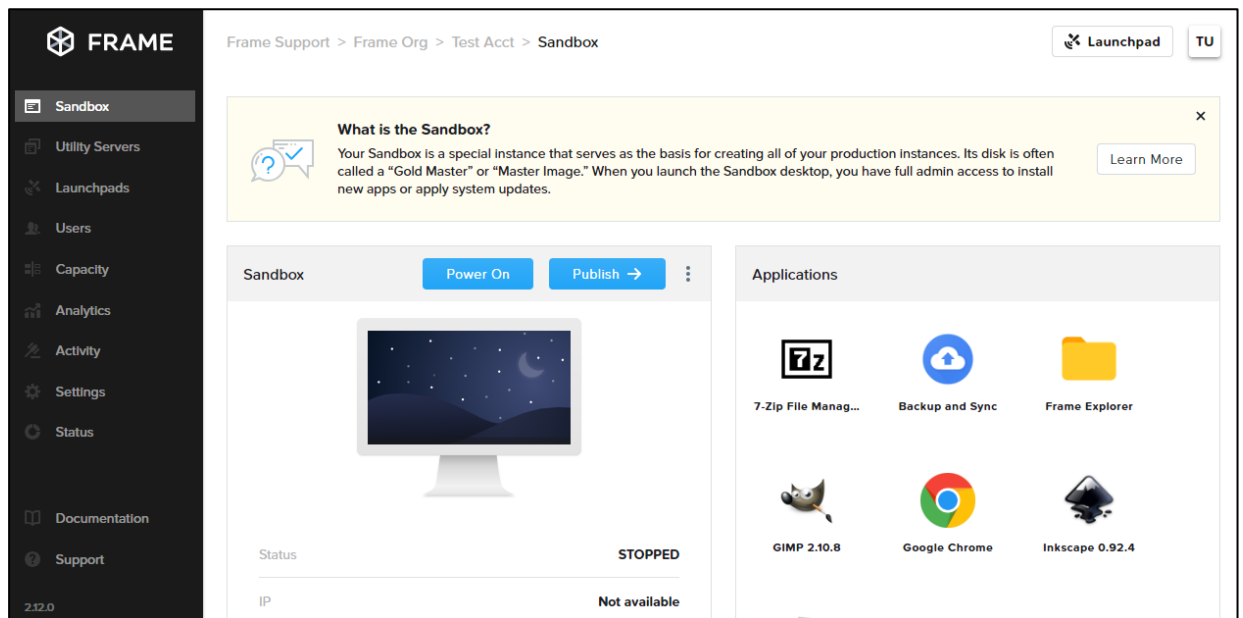 FRAME
Frame Support > Frame Org > Test Acct > Sandbox
Launchpad
TU
Sandbox
Utility Servers
Launchpads
Users
Capacity
Analytics
Activity
Settings
Status
Documentation
Support
2.12.0
What is the Sandbox?
Your Sandbox is a special instance that serves as the basis for creating all of your production instances. Its disk is often
called a “Gold Master” or “Master Image.” When you launch the Sandbox desktop, you have full admin access to install
new apps or apply system updates.
Learn More
Sandbox
Power On
Publish →
Status STOPPED
IP Not available
Applications
7z
7-Zip File Manag...
Backup and Sync
Frame Explorer
GIMP 2.10.8
Google Chrome
Inkscape 0.92.4